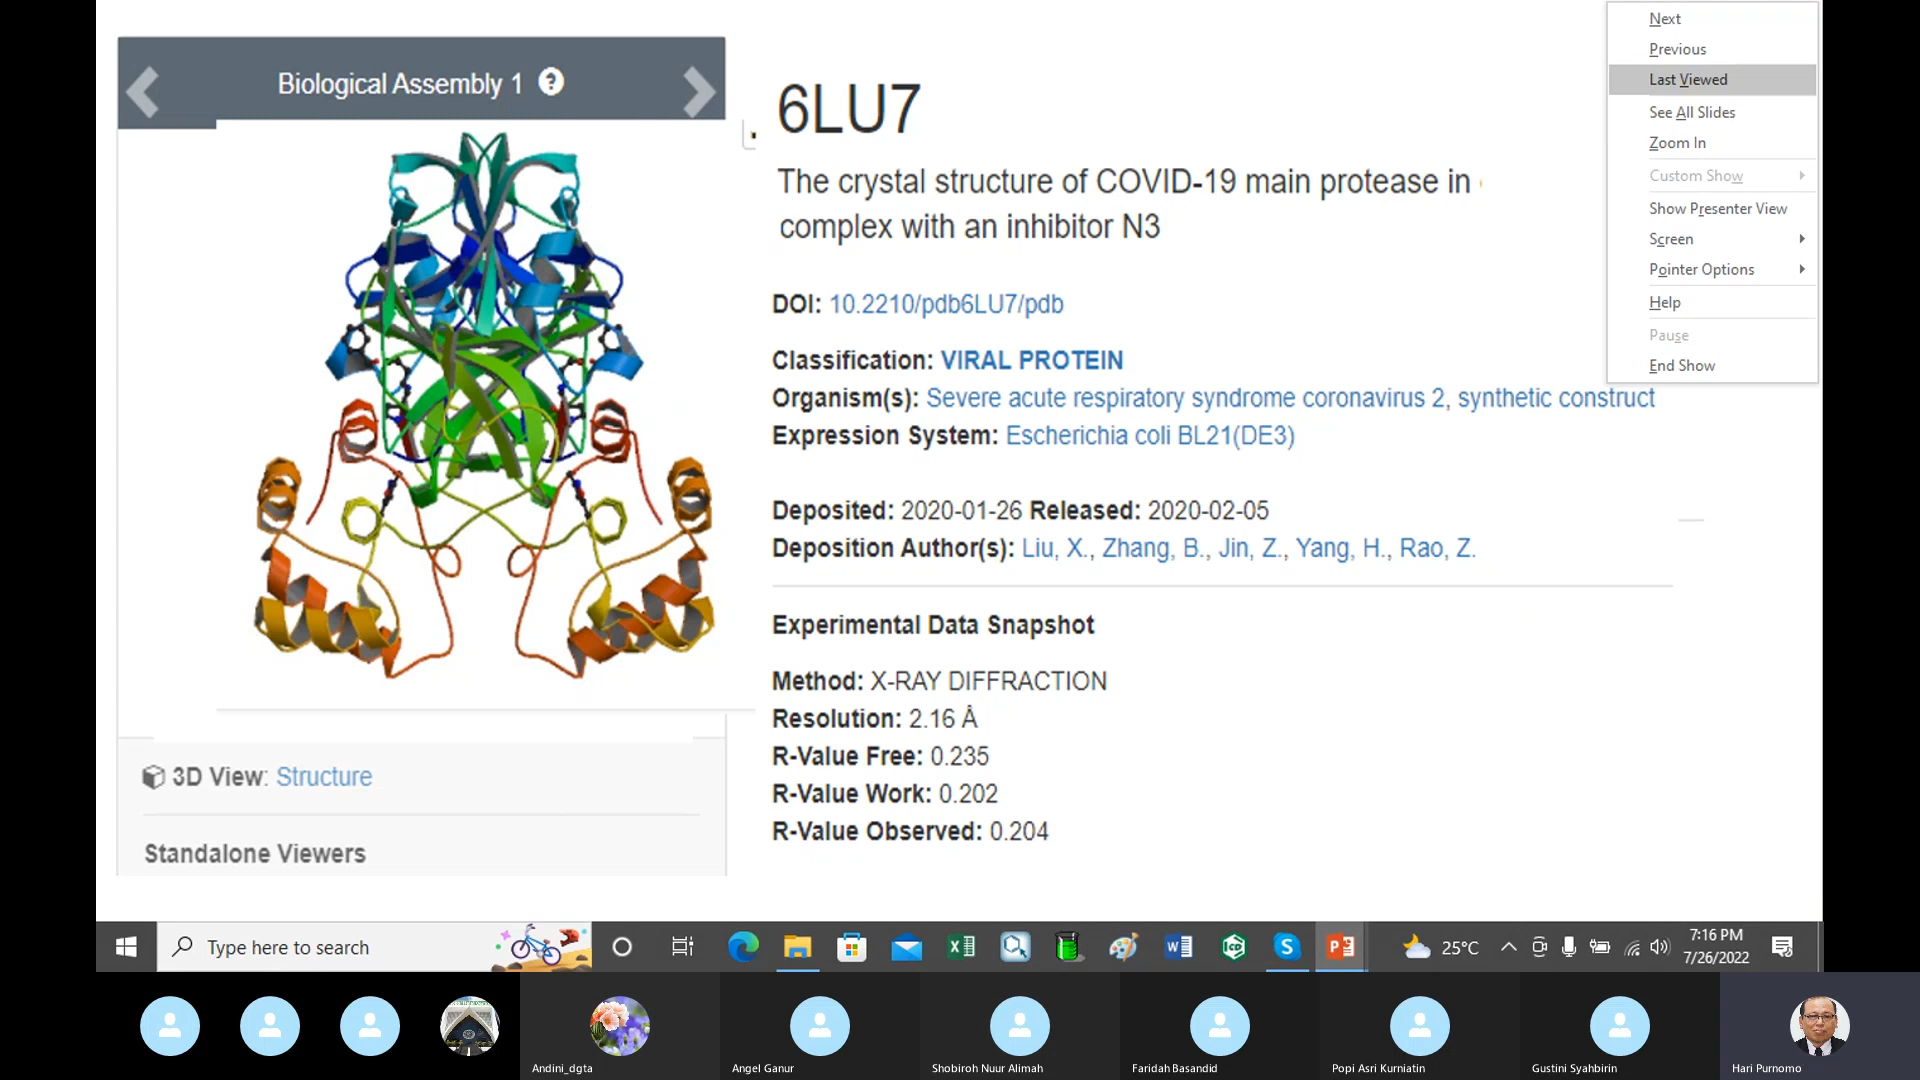 Biological Assembly 1 ?
6LU7
The crystal structure of COVID-19 main protease in
complex with an inhibitor N3
DOI: 10.2210/pdb6LU7/pdb
Classification: VIRAL PROTEIN
Organism(s): Severe acute respiratory syndrome coronavirus 2, synthetic construct
Expression System: Escherichia coli BL21(DE3)
Deposited: 2020-01-26 Released: 2020-02-05
Deposition Author(s): Liu, X., Zhang, B., Jin, Z., Yang, H., Rao, Z.
Experimental Data Snapshot
Method: X-RAY DIFFRACTION
Resolution: 2.16 Å
R-Value Free: 0.235
R-Value Work: 0.202
R-Value Observed: 0.204
3D View: Structure
Standalone Viewers
Next
Previous
Last Viewed
See All Slides
Zoom In
Custom Show
Show Presenter View
Screen
Pointer Options
Help
Pause
End Show
Type here to search
25°C
7:16 PM
7/26/2022
Andini_dgta
Angel Ganur
Shobiroh Nuur Alimah
Faridah Basandid
Popi Asri Kurniatin
Gustini Syahbirin
Hari Purnomo